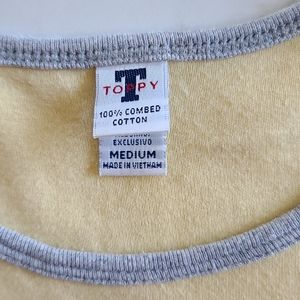 T
TOPPY
100% COMBED
COTTON
EXCLUSIVO
MEDIUM
MADE IN VIETNAM